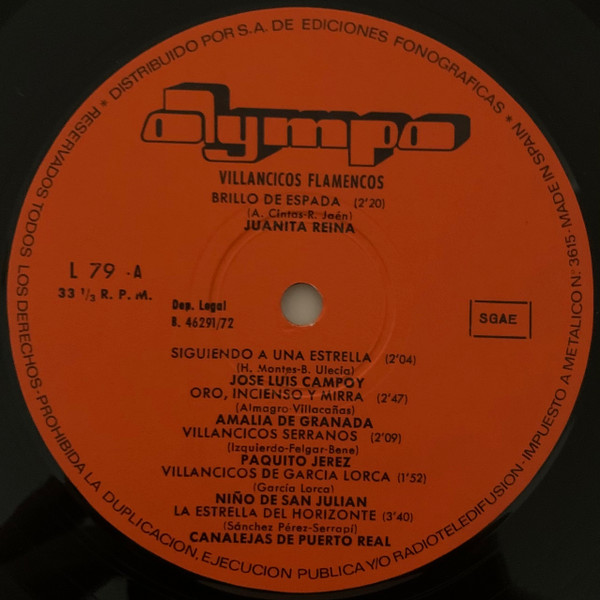 * DISTRIBUIDO POR S.A. DE EDICIONES FONOGRAFICAS * MADE IN SPAIN
Olympo
VILLANCICOS FLAMENCOS
BRILLO DE ESPADA (2'20)
(A. Cintas-R. Jaén)
JUANITA REINA
L 79 - A
33 1/3 R. P. M.
Dep. Legal
B. 46291/72
SGAE
SIGUIENDO A UNA ESTRELLA (2'04)
(H. Montes-B. Ulecia)
JOSE LUIS CAMPOY
ORO, INCIENSO Y MIRRA (2'47)
(Almagro-Villacañas)
AMALIA DE GRANADA
VILLANCICOS SERRANOS (2'09)
(Izquierdo-Felgar-Bene)
PAQUITO JEREZ
VILLANCICOS DE GARCIA LORCA (1'52)
(García Lorca)
NIÑO DE SAN JULIAN
LA ESTRELLA DEL HORIZONTE (3'40)
(Sánchez Pérez-Serrapí)
CANALEJAS DE PUERTO REAL
RESERVADOS TODOS LOS DERECHOS - PROHIBIDA LA DUPLICACION, EJECUCION PUBLICA Y/O RADIOTELEDIFUSION - IMPUESTO A METALICO N.º 3615 -